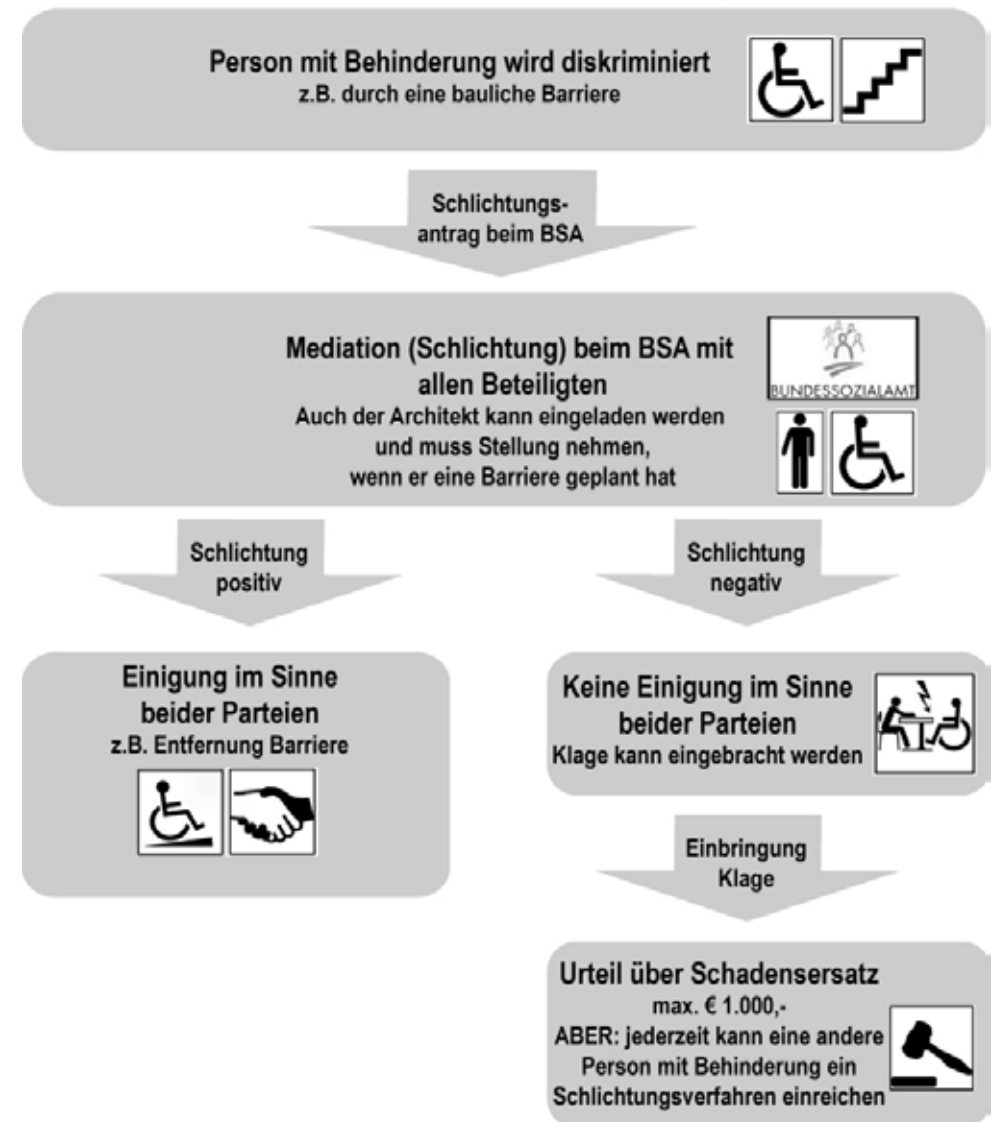 Person mit Behinderung wird diskriminiert
z.B. durch eine bauliche Barriere
Schlichtungs-
antrag beim BSA
Mediation (Schlichtung) beim BSA mit
allen Beteiligten
Auch der Architekt kann eingeladen werden
und muss Stellung nehmen,
wenn er eine Barriere geplant hat
BUNDESSOZIALAMT
Schlichtung
positiv
Schlichtung
negativ
Einigung im Sinne
beider Parteien
z.B. Entfernung Barriere
Keine Einigung im Sinne
beider Parteien
Klage kann eingebracht werden
Einbringung
Klage
Urteil über Schadensersatz
max. € 1.000,-
ABER: jederzeit kann eine andere
Person mit Behinderung ein
Schlichtungsverfahren einreichen